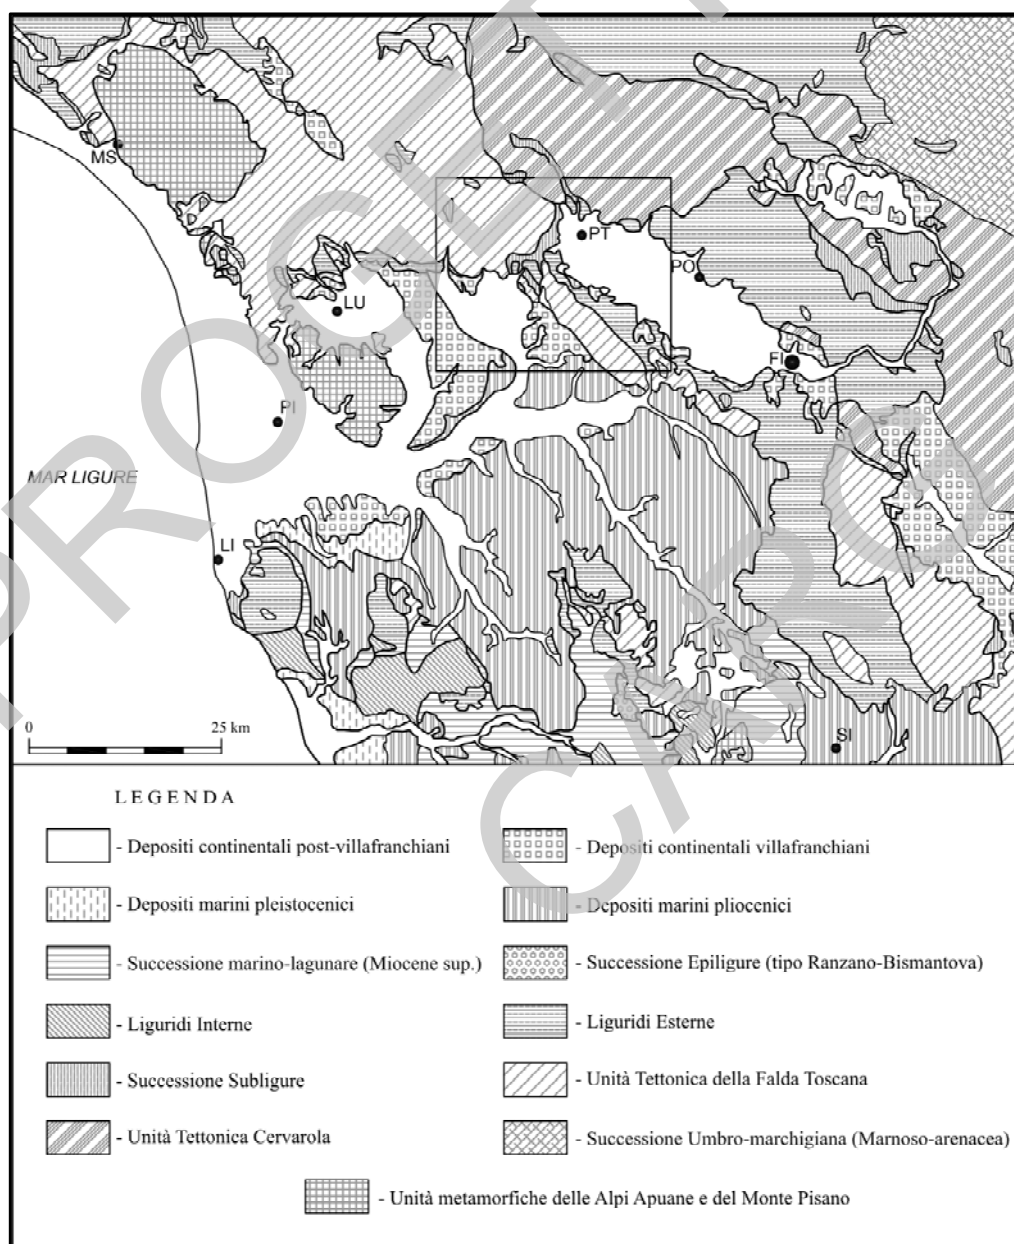 PROGETTO
CARG
MS
PT
PO
LU
FI
PI
MAR LIGURE
LI
0 25 km
SI
LEGENDA
- Depositi continentali post-villafranchiani
- Depositi continentali villafranchiani
- Depositi marini pleistocenici
- Depositi marini pliocenici
- Successione marino-lagunare (Miocene sup.)
- Successione Epiligure (tipo Ranzano-Bismantova)
- Liguridi Interne
- Liguridi Esterne
- Successione Subligure
- Unità Tettonica della Falda Toscana
- Unità Tettonica Cervarola
- Successione Umbro-marchigiana (Marnoso-arenacea)
- Unità metamorfiche delle Alpi Apuane e del Monte Pisano